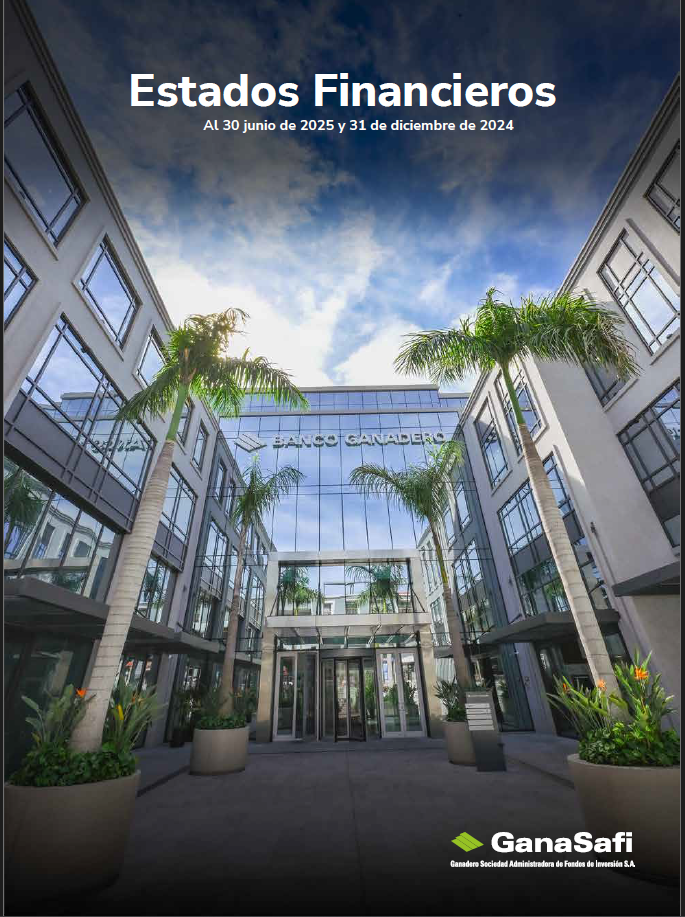 Estados Financieros
Al 30 junio de 2025 y 31 de diciembre de 2024
BANCO GANADERO
GanaSafi
Ganadero Sociedad Administradora de Fondos de Inversión S.A.